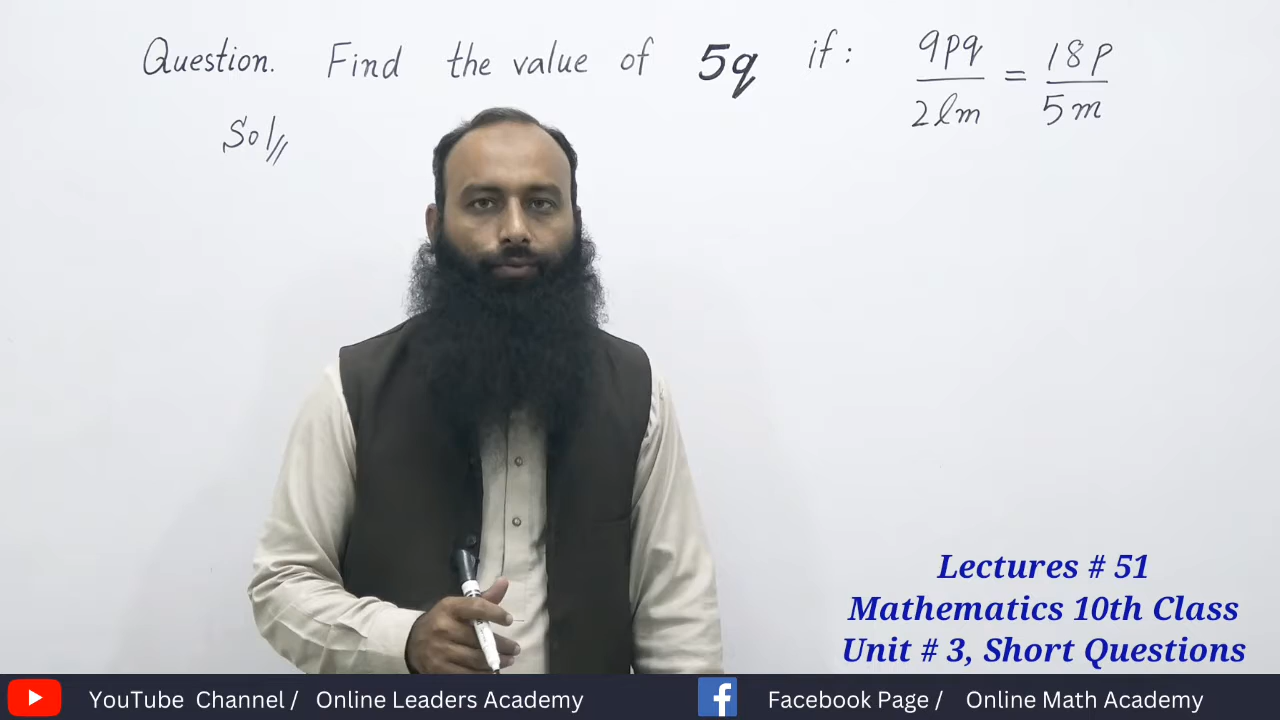 Question. Find the value of 5q if: 9pq/2lm = 18p/5m
Sol//
Lectures # 51
Mathematics 10th Class
Unit # 3, Short Questions
YouTube Channel / Online Leaders Academy
Facebook Page / Online Math Academy